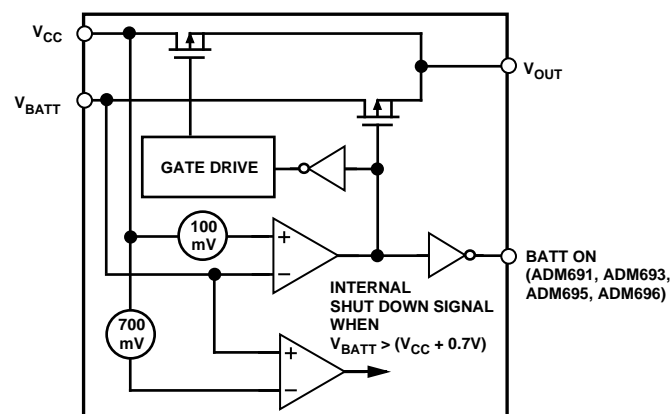 VCC
VOUT
VBATT
GATE DRIVE
100
mV
+
−
BATT ON
(ADM691, ADM693,
ADM695, ADM696)
INTERNAL
SHUT DOWN SIGNAL
WHEN
VBATT > (VCC + 0.7V)
700
mV
+
−